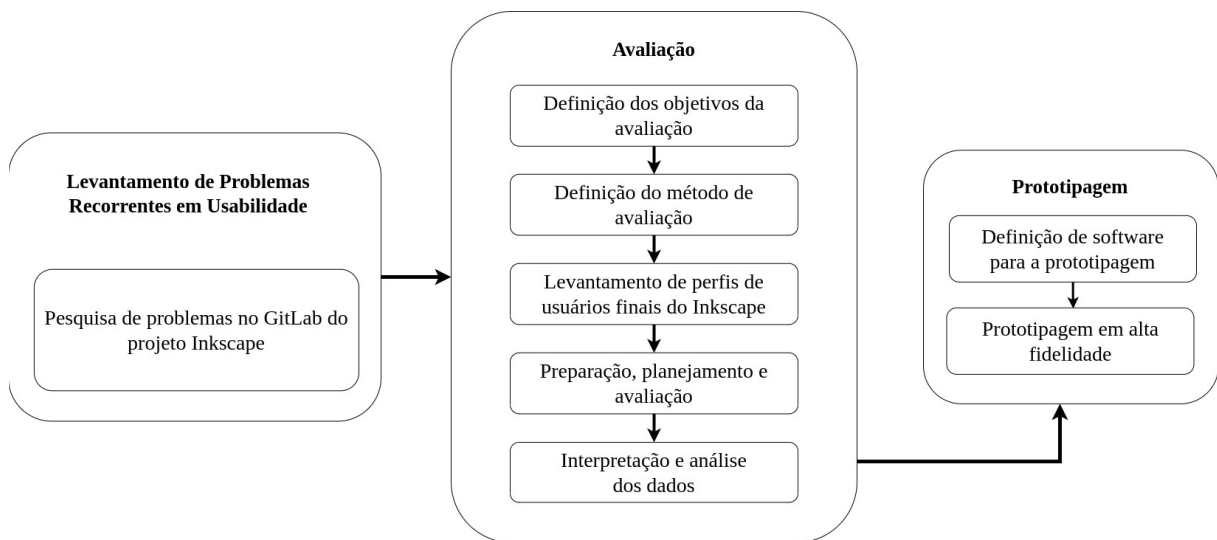 Levantamento de Problemas
Recorrentes em Usabilidade
Pesquisa de problemas no GitLab do
projeto Inkscape
Avaliação
Definição dos objetivos da
avaliação
Definição do método de
avaliação
Levantamento de perfis de
usuários finais do Inkscape
Preparação, planejamento e
avaliação
Interpretação e análise
dos dados
Prototipagem
Definição de software
para a prototipagem
Prototipagem em alta
fidelidade